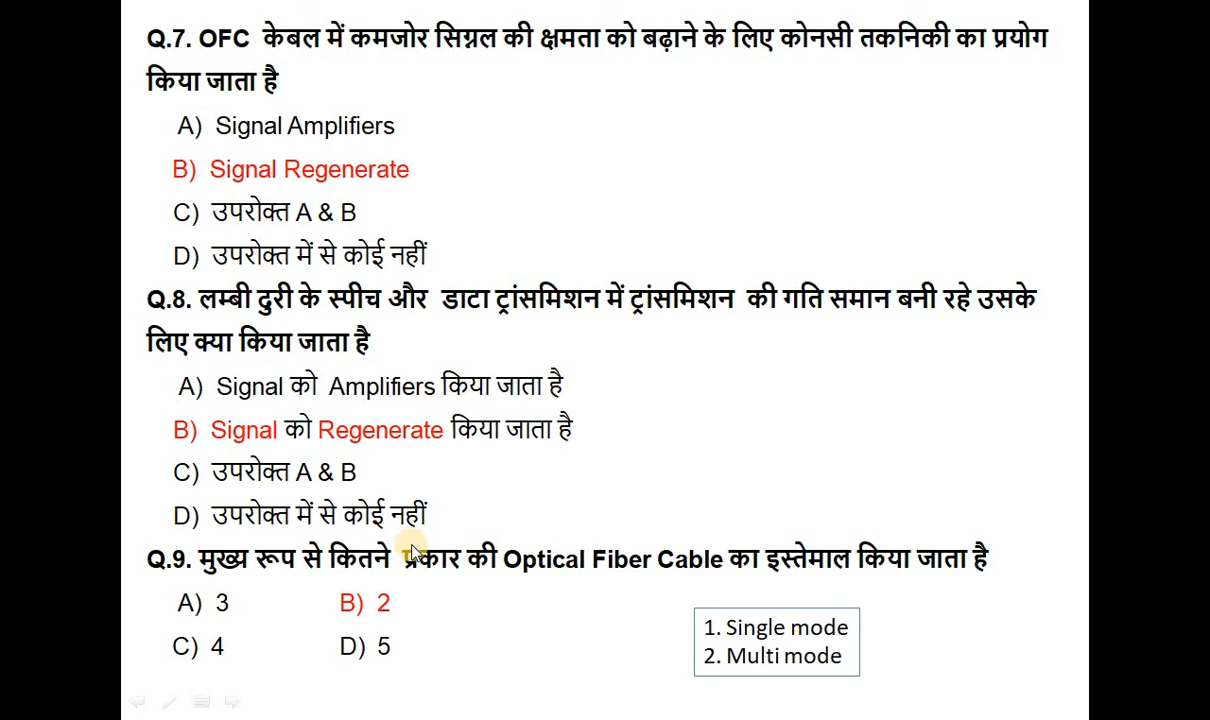 Q.7. OFC केबल में कमजोर सिग्नल की क्षमता को बढ़ाने के लिए कोनसी तकनिकी का प्रयोग
किया जाता है
A) Signal Amplifiers
B) Signal Regenerate
C) उपरोक्त A & B
D) उपरोक्त में से कोई नहीं
Q.8. लम्बी दुरी के स्पीच और डाटा ट्रांसमिशन में ट्रांसमिशन की गति समान बनी रहे उसके
लिए क्या किया जाता है
A) Signal को Amplifiers किया जाता है
B) Signal को Regenerate किया जाता है
C) उपरोक्त A & B
D) उपरोक्त में से कोई नहीं
Q.9. मुख्य रूप से कितने प्रकार की Optical Fiber Cable का इस्तेमाल किया जाता है
A) 3 B) 2
C) 4 D) 5
1. Single mode
2. Multi mode